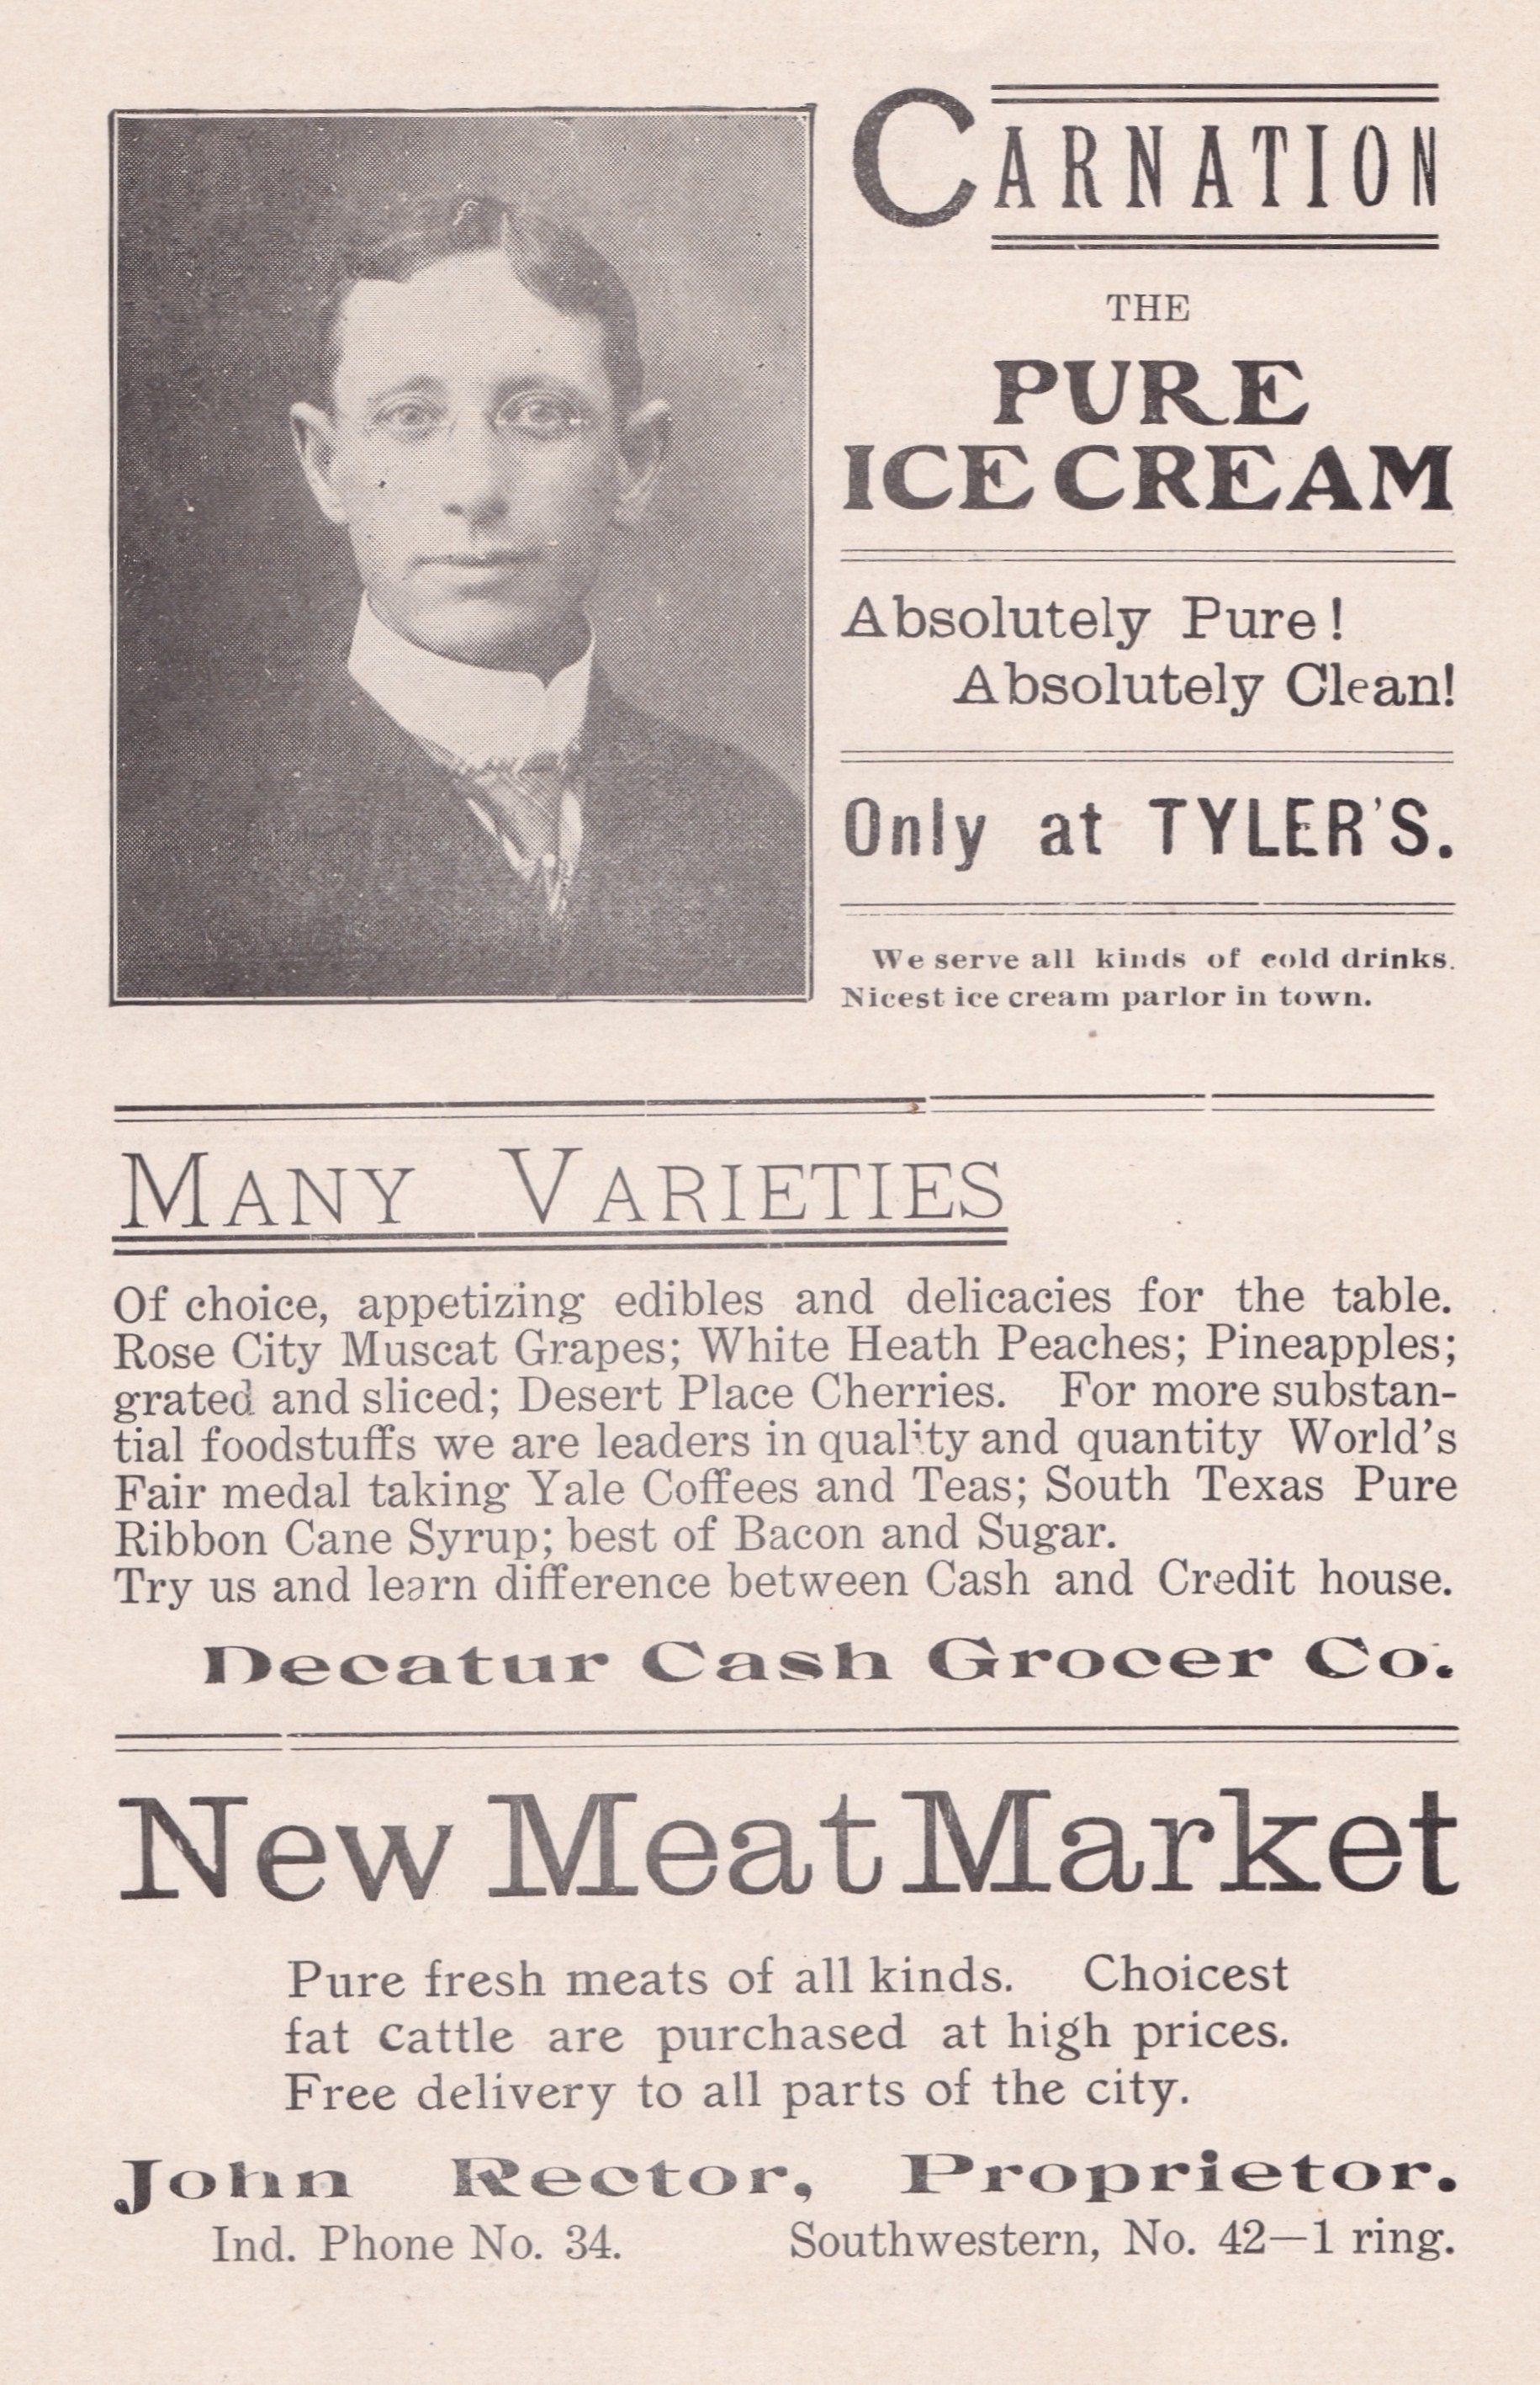 CARNATION
THE
PURE
ICE CREAM
Absolutely Pure!
Absolutely Clean!
Only at TYLER'S.
We serve all kinds of cold drinks.
Nicest ice cream parlor in town.
MANY VARIETIES
Of choice, appetizing edibles and delicacies for the table.
Rose City Muscat Grapes; White Heath Peaches; Pineapples;
grated and sliced; Desert Place Cherries. For more substan-
tial foodstuffs we are leaders in quality and quantity World's
Fair medal taking Yale Coffees and Teas; South Texas Pure
Ribbon Cane Syrup; best of Bacon and Sugar.
Try us and learn difference between Cash and Credit house.
Decatur Cash Grocer Co.
New Meat Market
Pure fresh meats of all kinds. Choicest
fat cattle are purchased at high prices.
Free delivery to all parts of the city.
John Rector, Proprietor.
Ind. Phone No. 34. Southwestern, No. 42—1 ring.